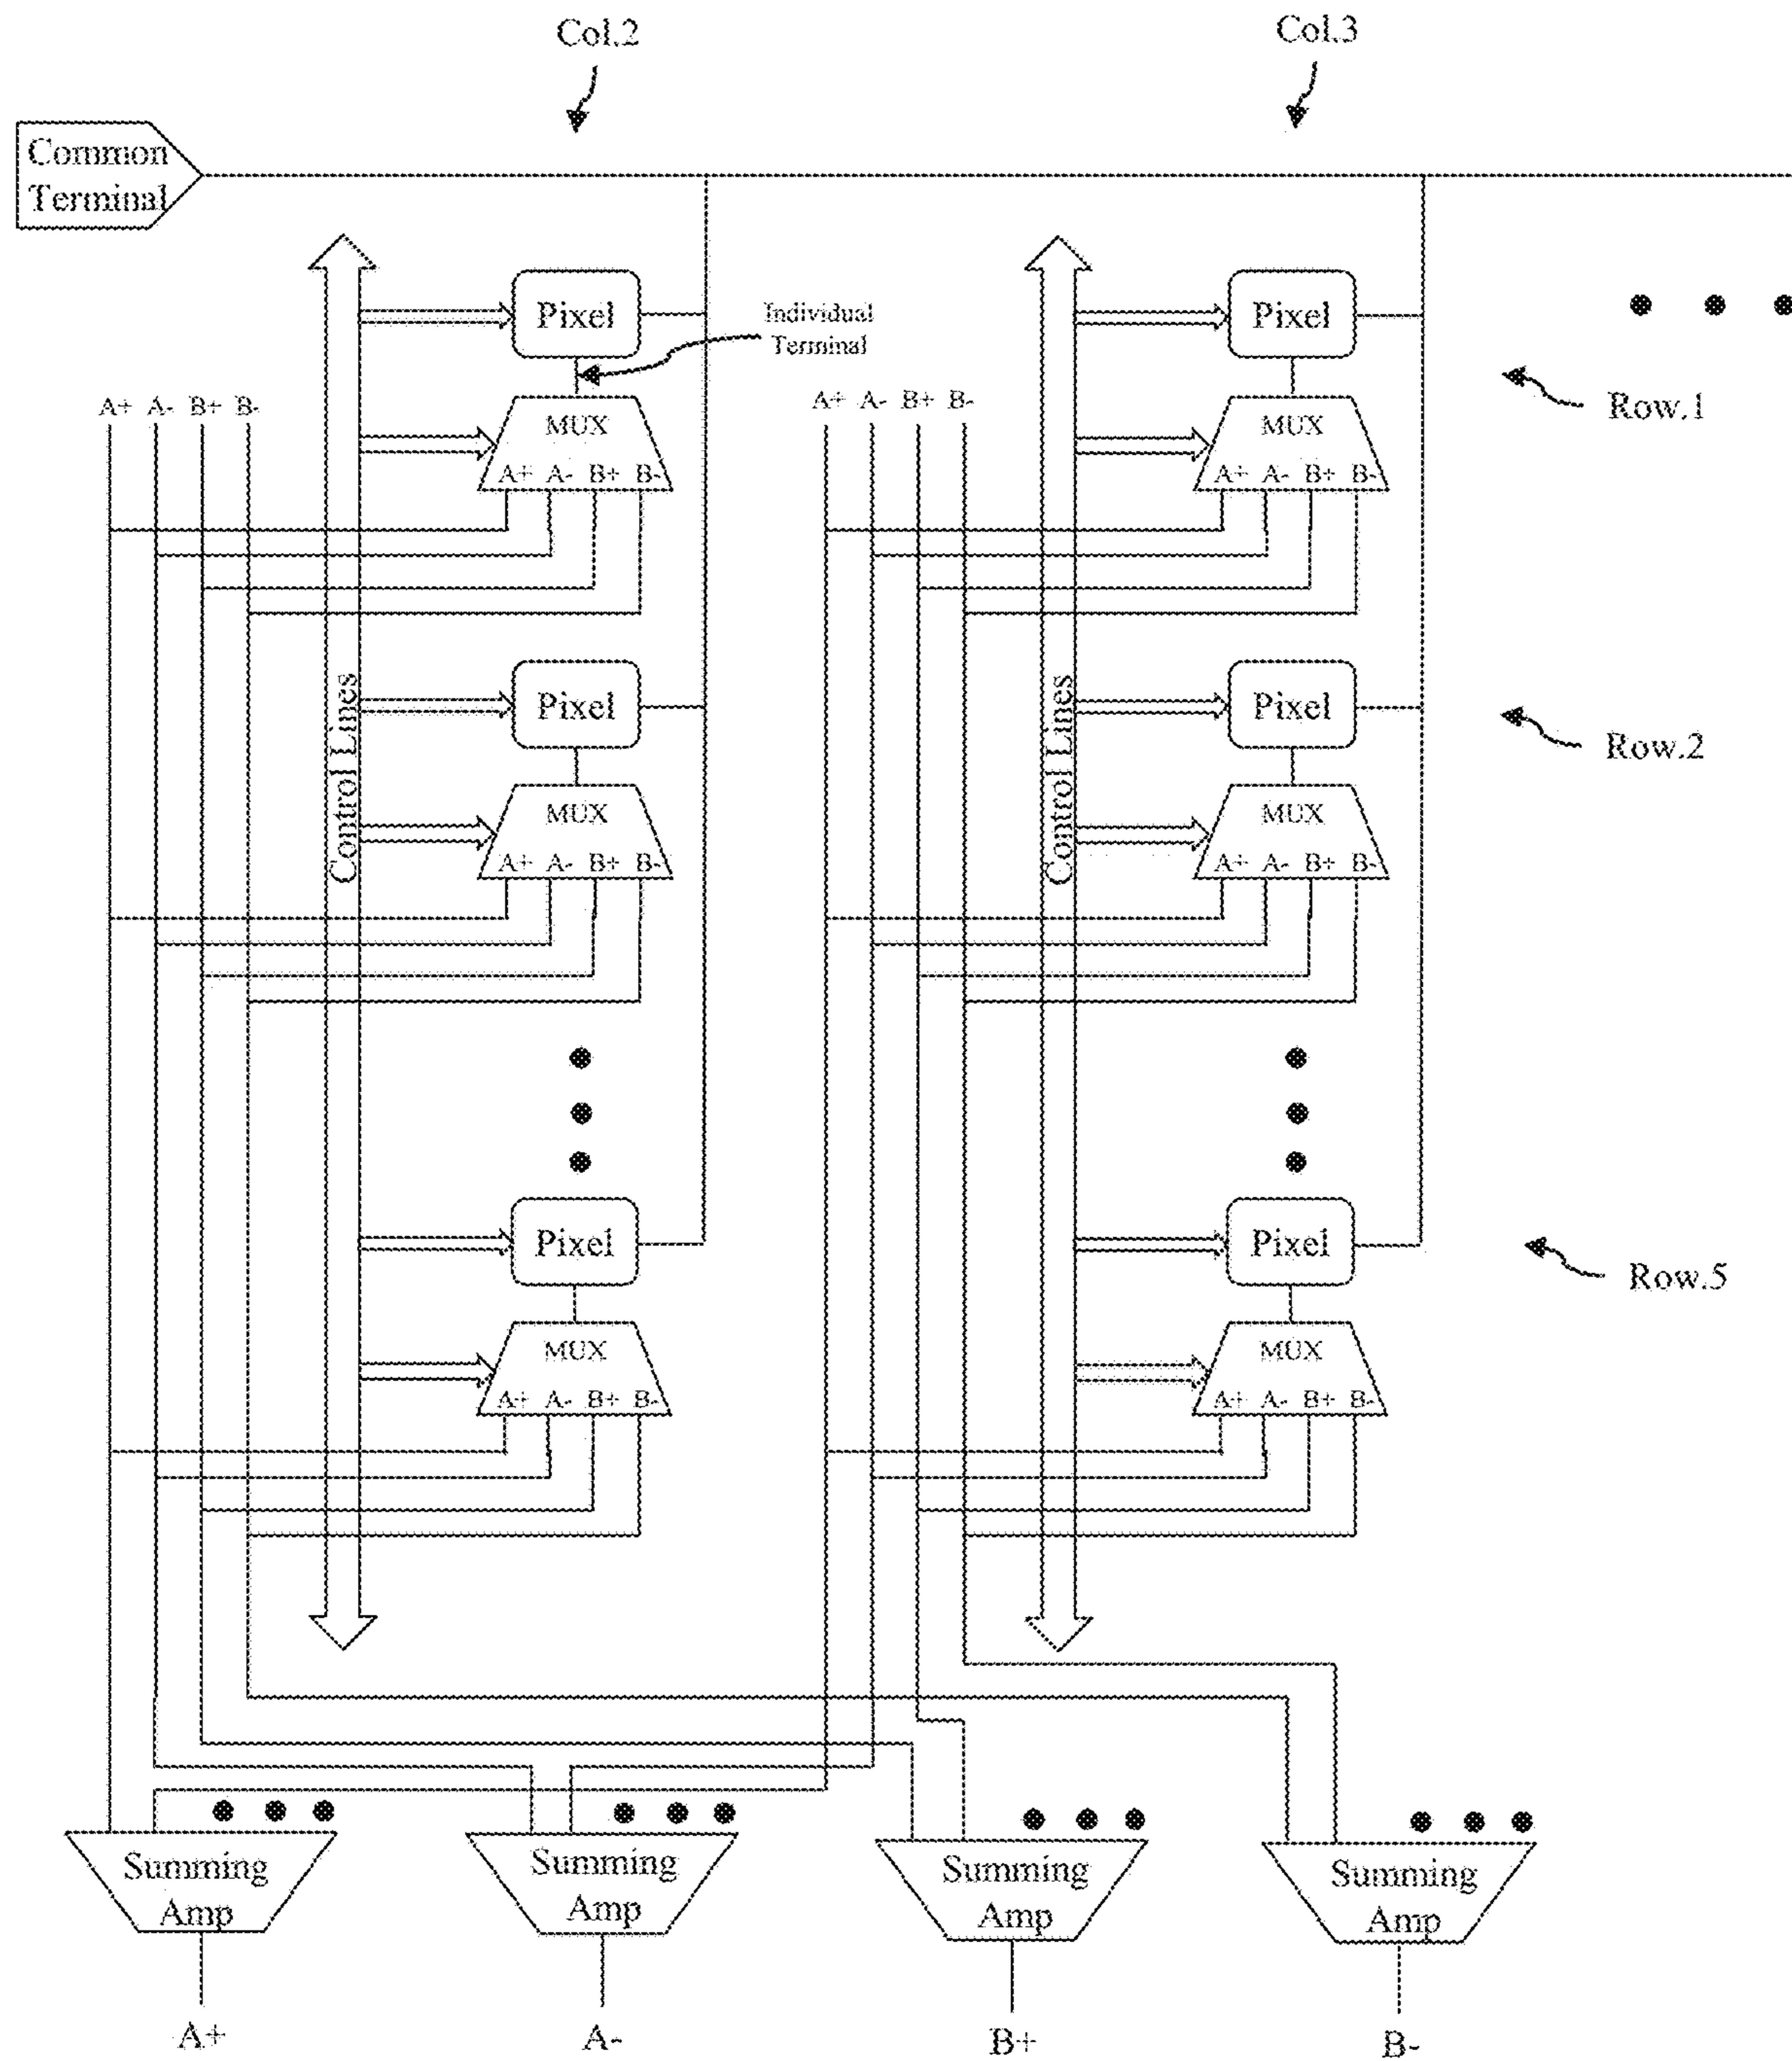 Col.2
Col.3
Common
Terminal
Pixel
Individual
Terminal
Pixel
A+ A- B+ B-
MUX
A+ A- B+ B-
A+ A- B+ B-
MUX
A+ A- B+ B-
Row.1
Control Lines
Pixel
Control Lines
Pixel
Row.2
MUX
A+ A- B+ B-
MUX
A+ A- B+ B-
Pixel
Pixel
Row.5
MUX
A+ A- B+ B-
MUX
A+ A- B+ B-
Summing
Amp
Summing
Amp
Summing
Amp
Summing
Amp
A+
A-
B+
B-